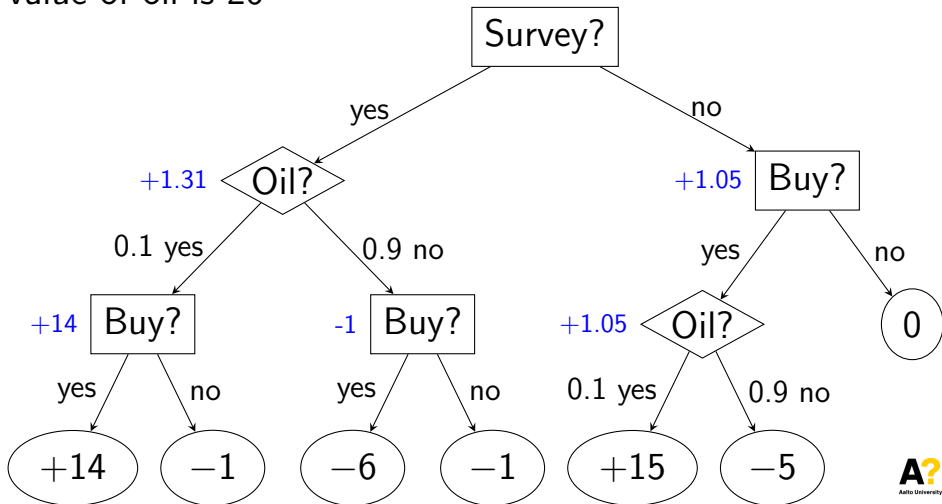 value of oil is 20
Survey?
yes
no
+1.31
Oil?
+1.05
Buy?
0.1 yes
0.9 no
yes
no
+14
Buy?
-1
Buy?
+1.05
Oil?
0
yes
no
yes
no
0.1 yes
0.9 no
+14
−1
−6
−1
+15
−5
A?
Aalto University